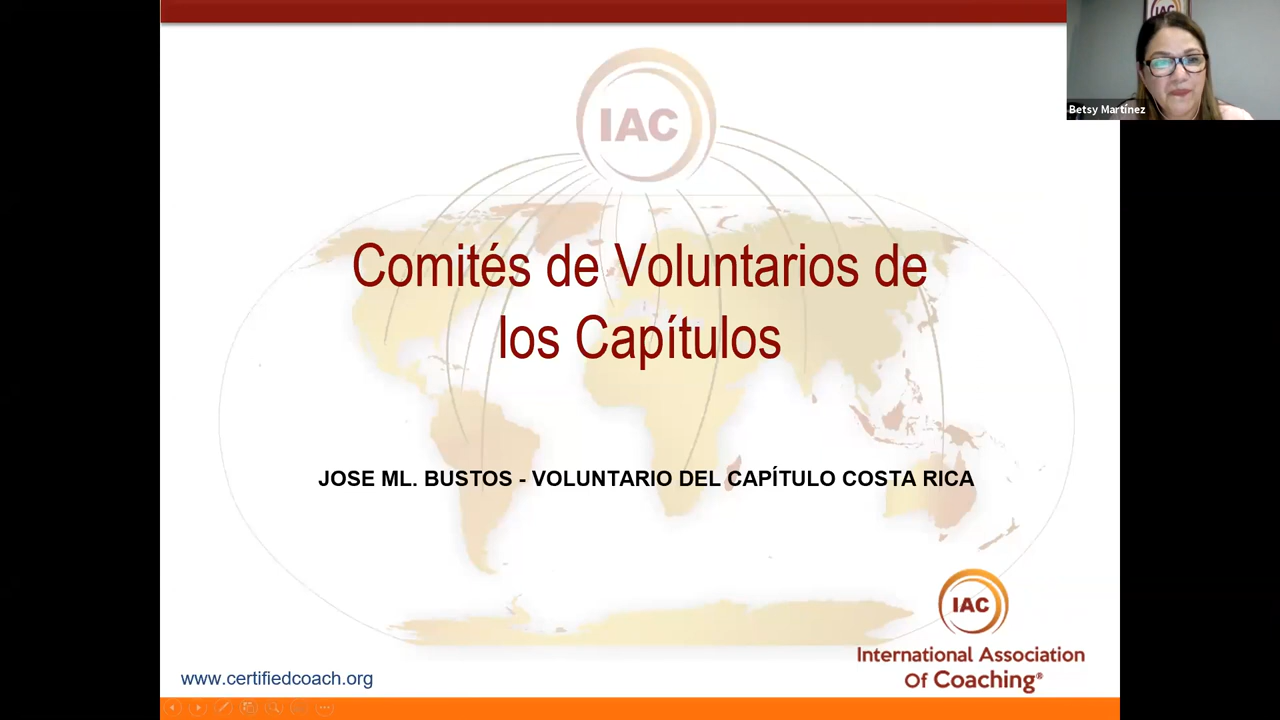 IAC
Betsy Martínez
IAC
Comités de Voluntarios de
los Capítulos
JOSE ML. BUSTOS - VOLUNTARIO DEL CAPÍTULO COSTA RICA
IAC
International Association
Of Coaching®
www.certifiedcoach.org